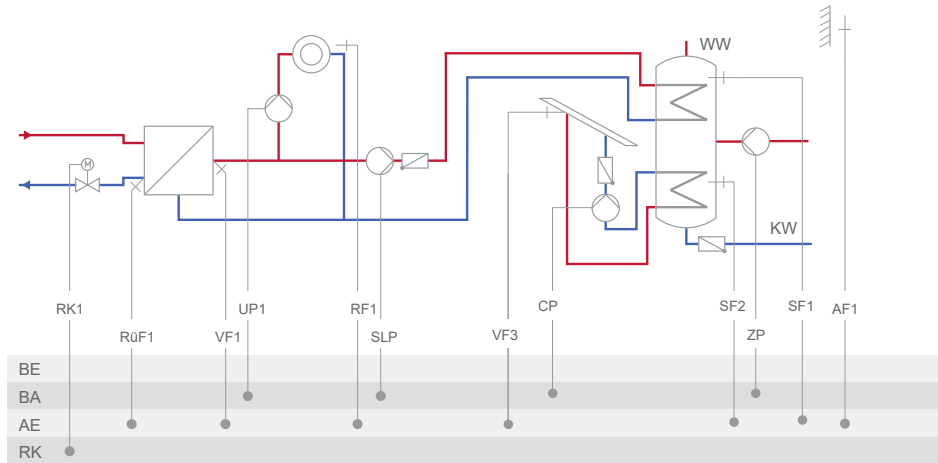 WW
M
KW
RK1
UP1
RF1
CP
SF2
SF1
AF1
RüF1
VF1
SLP
VF3
ZP
BE
BA
AE
RK